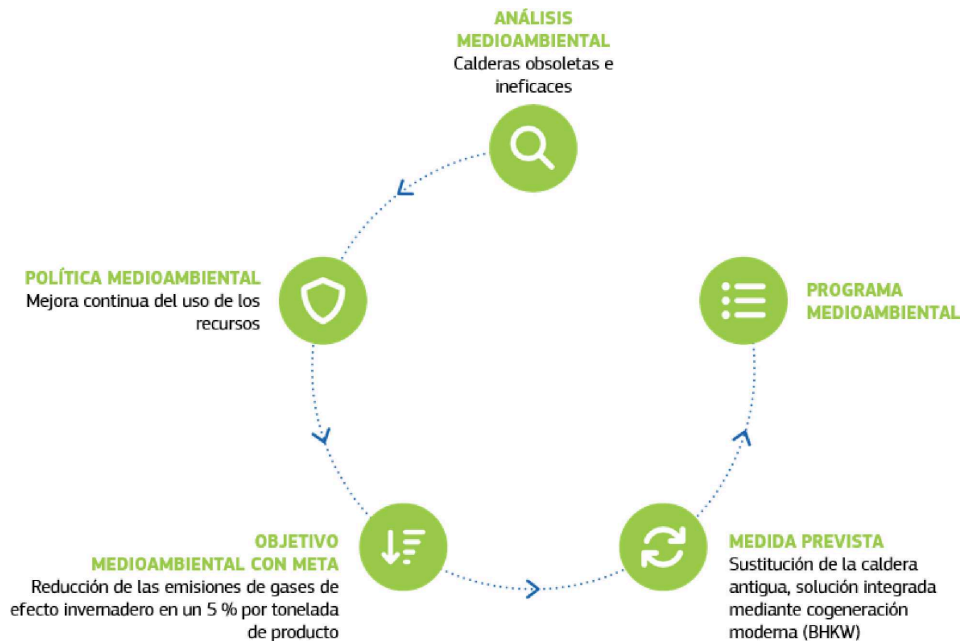 ANÁLISIS
MEDIOAMBIENTAL
Calderas obsoletas e
ineficaces
POLÍTICA MEDIOAMBIENTAL
Mejora continua del uso de los
recursos
PROGRAMA
MEDIOAMBIENTAL
OBJETIVO
MEDIOAMBIENTAL CON META
Reducción de las emisiones de gases de
efecto invernadero en un 5 % por tonelada
de producto
MEDIDA PREVISTA
Sustitución de la caldera
antigua, solución integrada
mediante cogeneración
moderna (BHKW)